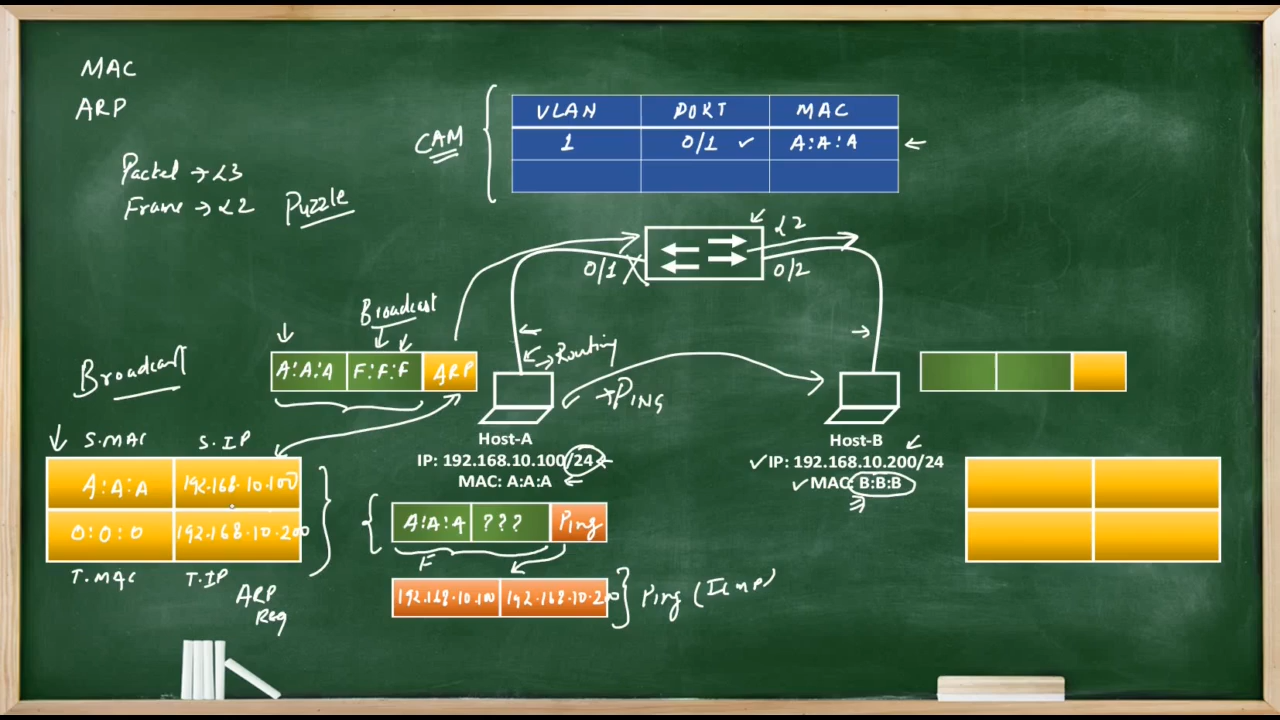 MAC
ARP
Packet → L3
Frame → L2
Puzzle
CAM
VLAN PORT MAC
1 0/1 ✓ A:A:A
L2
0/1
0/2
Broadcast
Broadcast
A:A:A F:F:F ARP
→Routing
→PING
S.MAC S.IP
A:A:A 192.168.10.100
0:0:0 192.168.10.200
T.MAC T.IP
ARP
Req
Host-A
IP: 192.168.10.100/24
MAC: A:A:A
A:A:A ??? Ping
F
192.168.10.100 192.168.10.200
Ping (ICMP)
Host-B
✓IP: 192.168.10.200/24
✓MAC: B:B:B